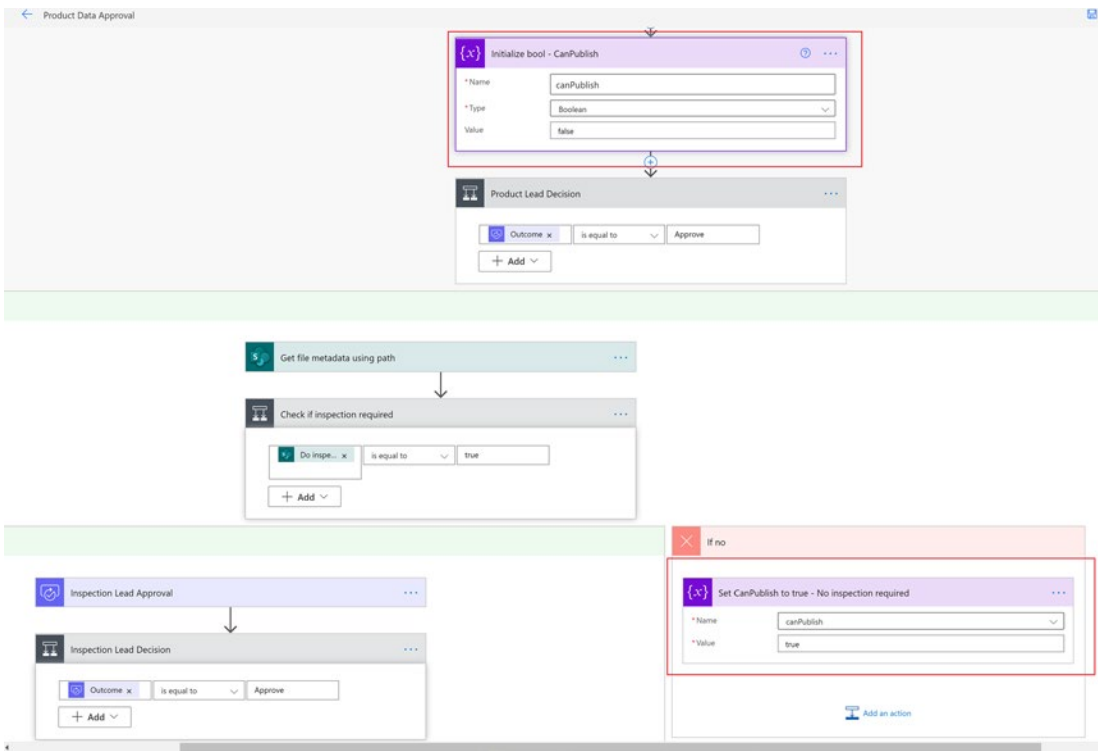 Product Data Approval
{x} Initialize bool - CanPublish ? ...
* Name canPublish
* Type Boolean
Value false
Product Lead Decision ...
Outcome x is equal to Approve
+ Add
Get file metadata using path ...
Check if inspection required ...
Do inspe... x is equal to true
+ Add
If no
Inspection Lead Approval ...
{x} Set CanPublish to true - No inspection required ...
* Name canPublish
* Value true
Inspection Lead Decision ...
Outcome x is equal to Approve
+ Add
Add an action